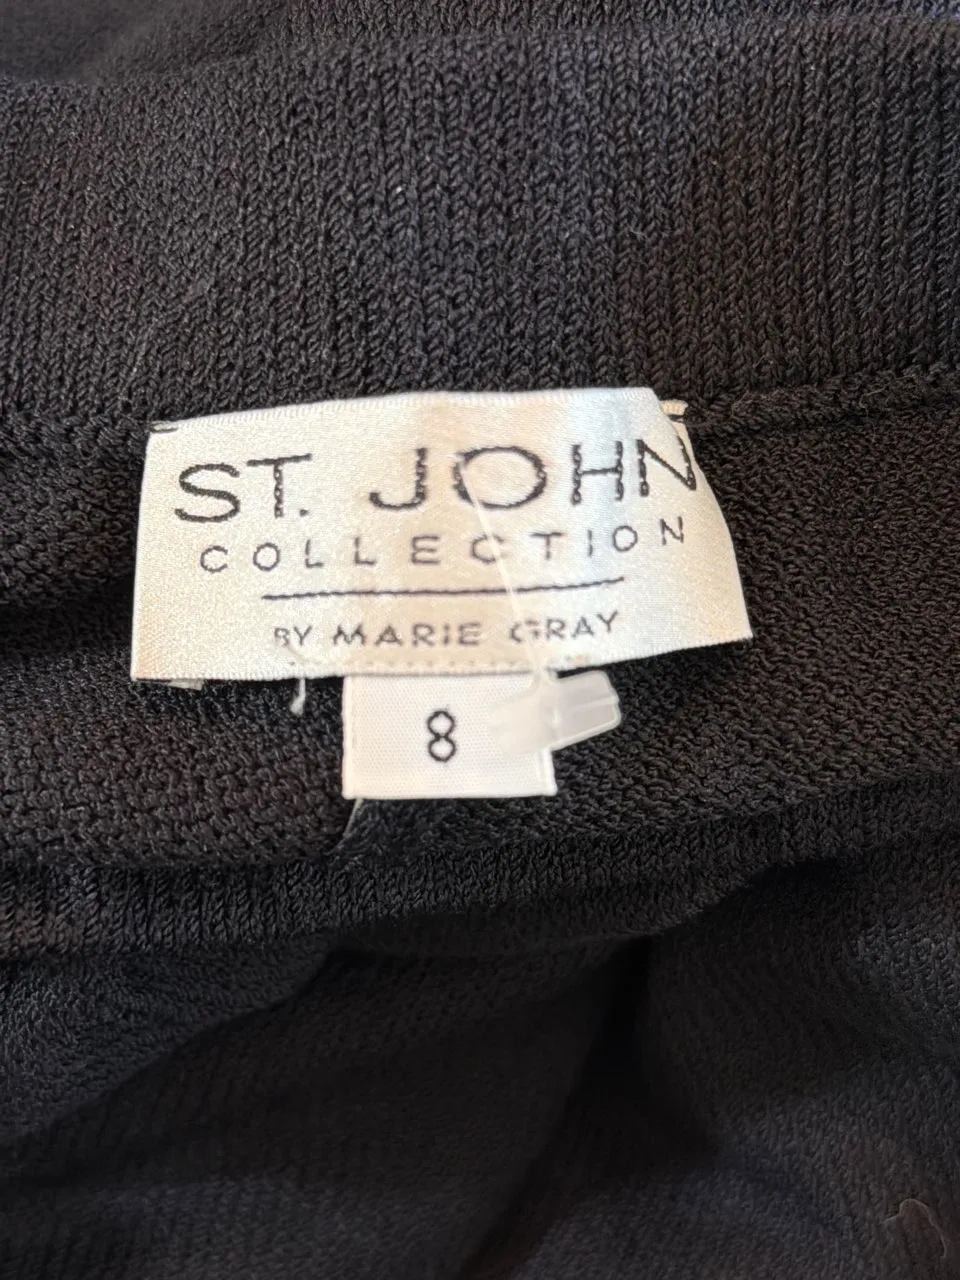 ST. JOHN
COLLECTION
BY MARIE GRAY
8